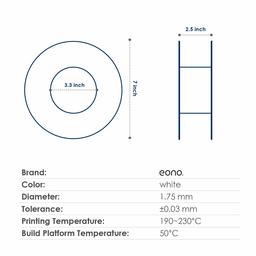 2.5 inch
3.3 inch
7 inch
Brand: eono.
Color: white
Diameter: 1.75 mm
Tolerance: ±0.03 mm
Printing Temperature: 190~230°C
Build Platform Temperature: 50°C